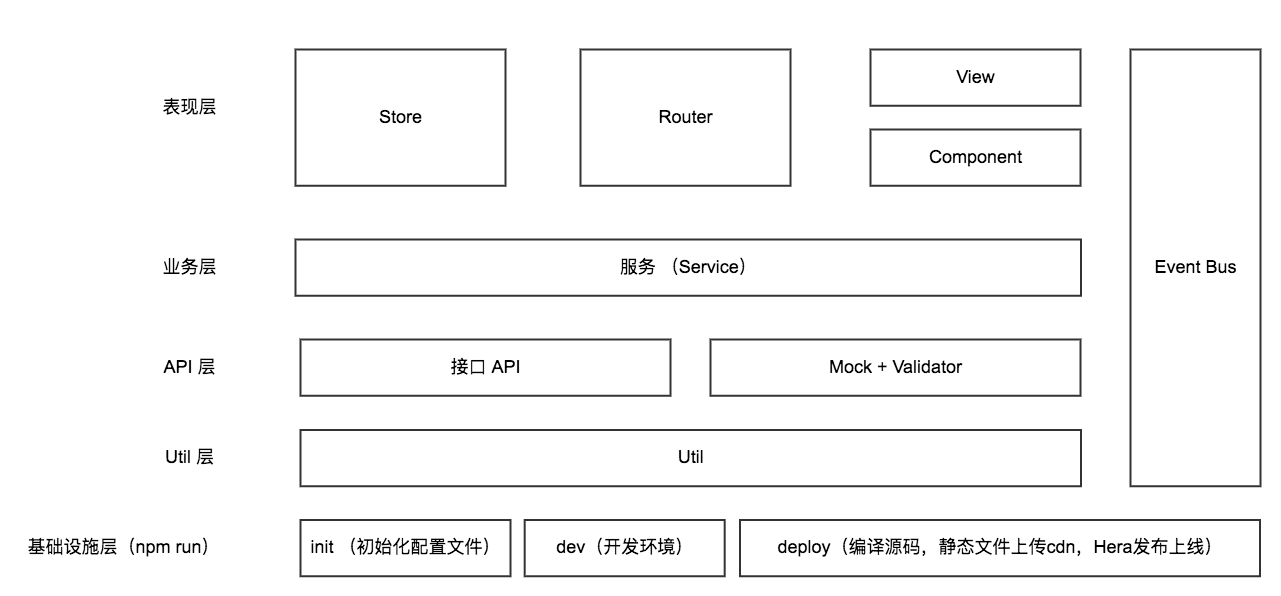 表现层
Store
Router
View
Component
业务层
服务 （Service）
Event Bus
API 层
接口 API
Mock + Validator
Util 层
Util
基础设施层（npm run）
init （初始化配置文件）
dev（开发环境）
deploy（编译源码，静态文件上传cdn，Hera发布上线）